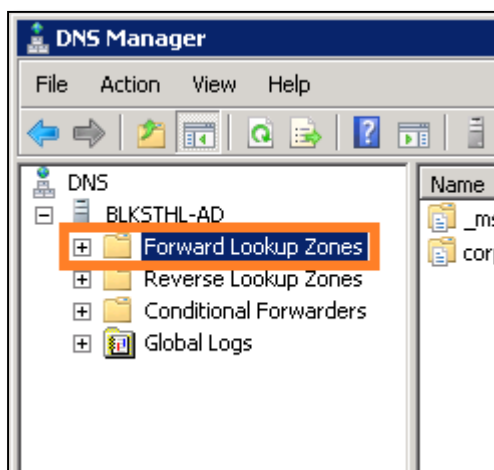 DNS Manager
File Action View Help
DNS
Name
BLKSTHL-AD
Forward Lookup Zones
Reverse Lookup Zones
Conditional Forwarders
Global Logs